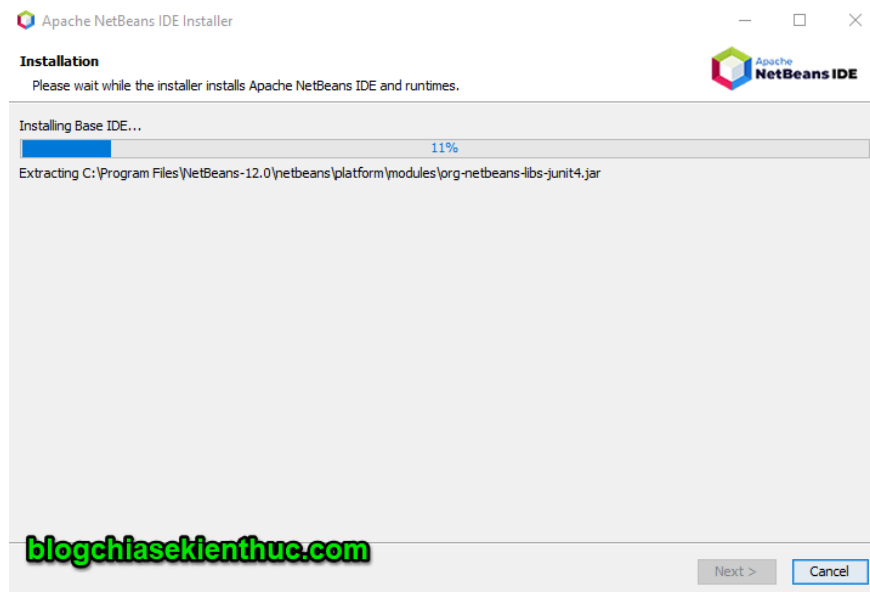 Apache NetBeans IDE Installer
Installation
Please wait while the installer installs Apache NetBeans IDE and runtimes.
Apache
NetBeans IDE
Installing Base IDE...
11%
Extracting C:\Program Files\NetBeans-12.0\netbeans\platform\modules\org-netbeans-libs-junit4.jar
blogchiasekienthuc.com
Next >
Cancel